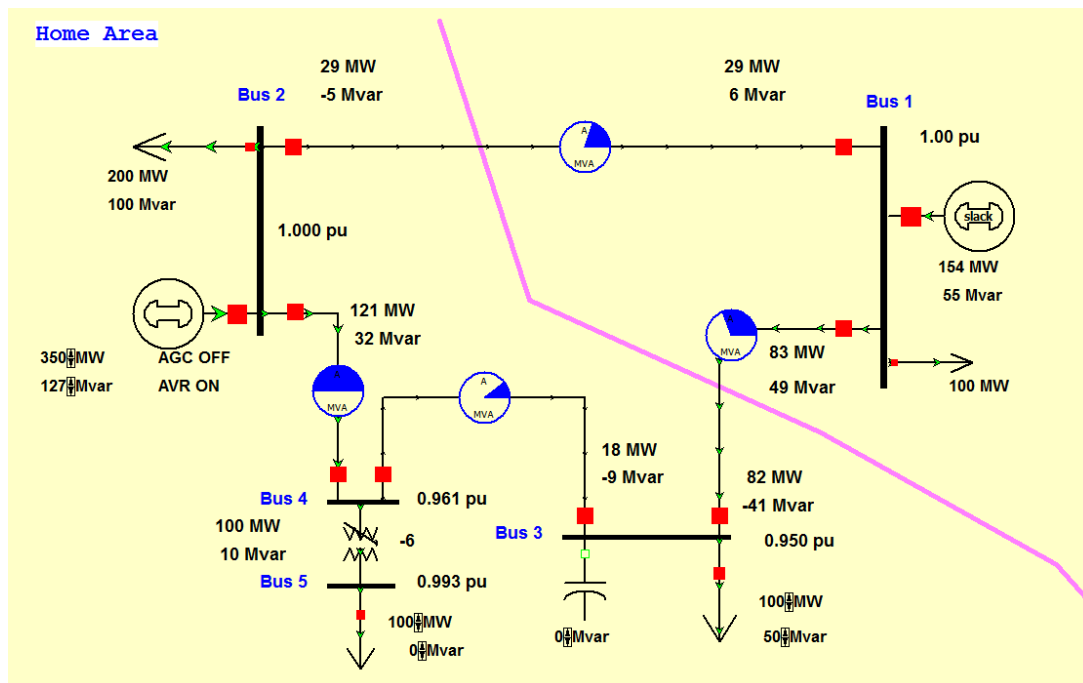 Home Area
29 MW
-5 Mvar
Bus 2
29 MW
6 Mvar
Bus 1
A
MVA
1.00 pu
200 MW
100 Mvar
1.000 pu
slack
154 MW
55 Mvar
121 MW
32 Mvar
A
MVA
83 MW
49 Mvar
100 MW
350 MW
AGC OFF
127 Mvar
AVR ON
MVA
A
MVA
18 MW
-9 Mvar
82 MW
-41 Mvar
Bus 4
0.961 pu
100 MW
10 Mvar
-6
Bus 3
0.950 pu
Bus 5
0.993 pu
100 MW
0 Mvar
0 Mvar
100 MW
50 Mvar